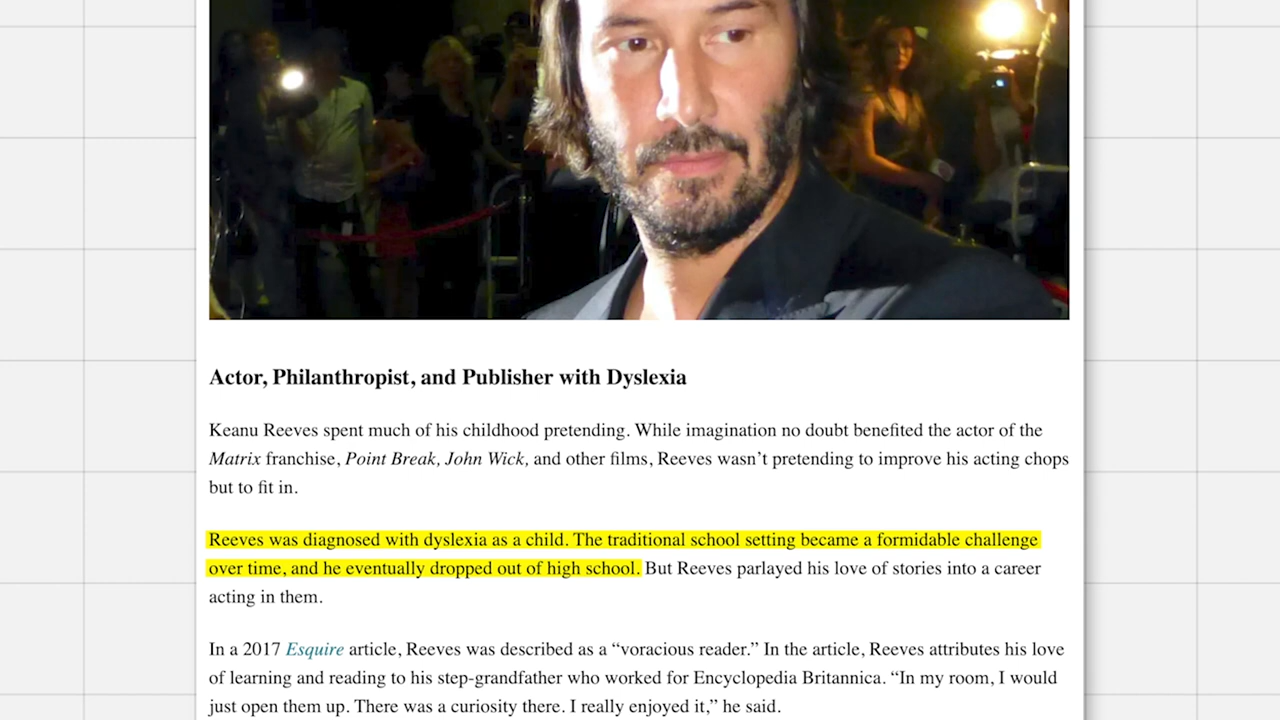 Actor, Philanthropist, and Publisher with Dyslexia
Keanu Reeves spent much of his childhood pretending. While imagination no doubt benefited the actor of the
Matrix franchise, Point Break, John Wick, and other films, Reeves wasn’t pretending to improve his acting chops
but to fit in.
Reeves was diagnosed with dyslexia as a child. The traditional school setting became a formidable challenge
over time, and he eventually dropped out of high school. But Reeves parlayed his love of stories into a career
acting in them.
In a 2017 Esquire article, Reeves was described as a “voracious reader.” In the article, Reeves attributes his love
of learning and reading to his step-grandfather who worked for Encyclopedia Britannica. “In my room, I would
just open them up. There was a curiosity there. I really enjoyed it,” he said.